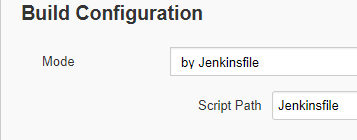 Build Configuration
Mode by Jenkinsfile
Script Path Jenkinsfile